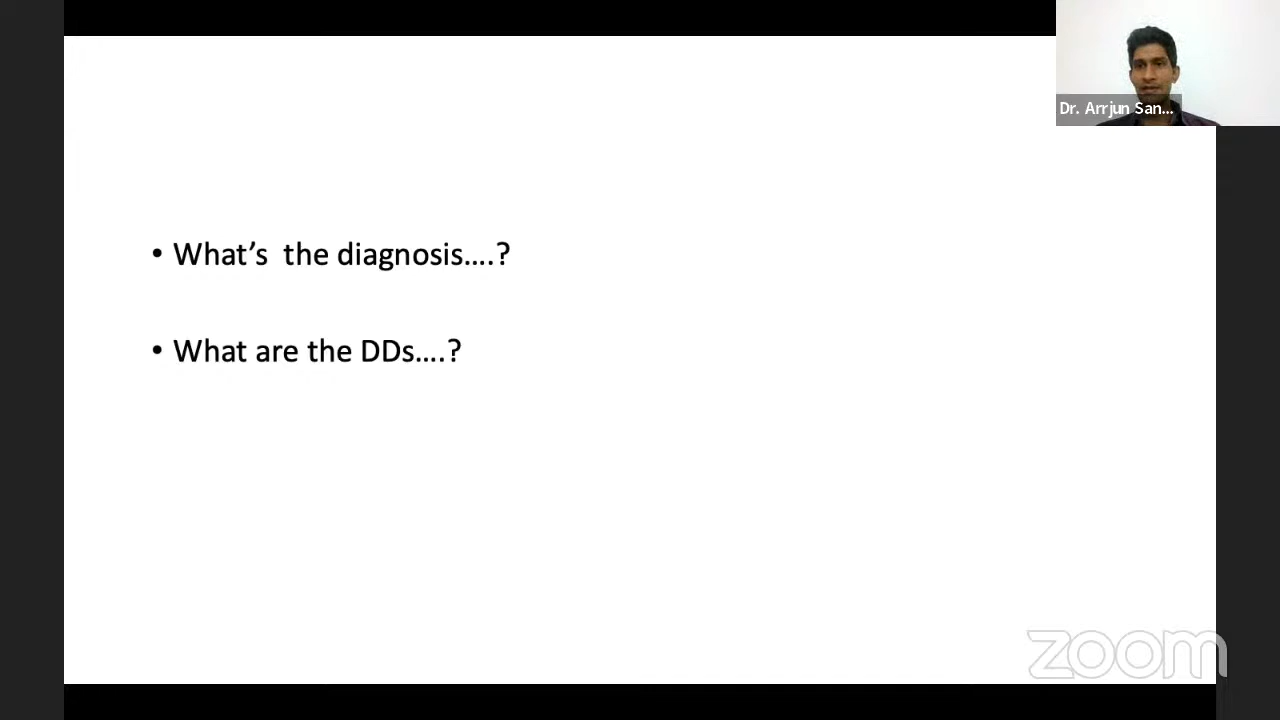 Dr. Arrjun San...
• What’s  the diagnosis....?
• What are the DDs....?
zoom